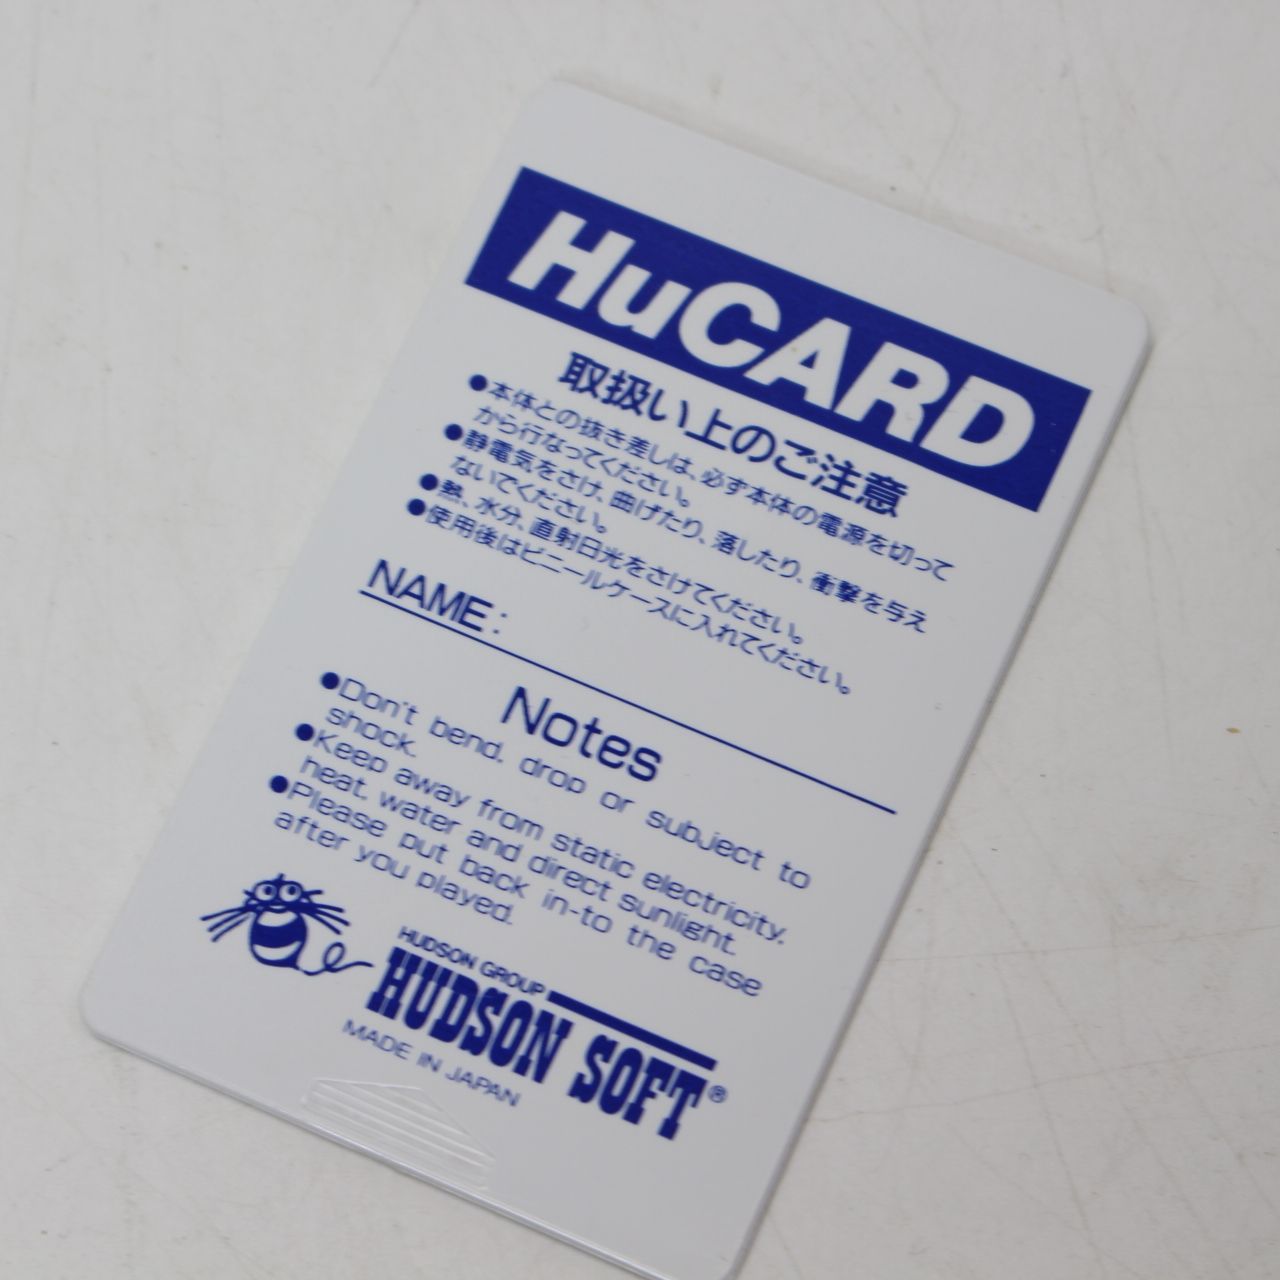 HuCARD
取扱い上のご注意
●本体との抜き差しは、必ず本体の電源を切って
から行なってください。
●静電気をさけ、曲げたり、落したり、衝撃を与え
ないでください。
●熱、水分、直射日光をさけてください。
●使用後はビニールケースに入れてください。
NAME:
Notes
●Don't bend, drop or subject to
shock.
●Keep away from static electricity,
heat, water and direct sunlight.
●Please put back in-to the case
after you played.
HUDSON GROUP
HUDSON SOFT®
MADE IN JAPAN